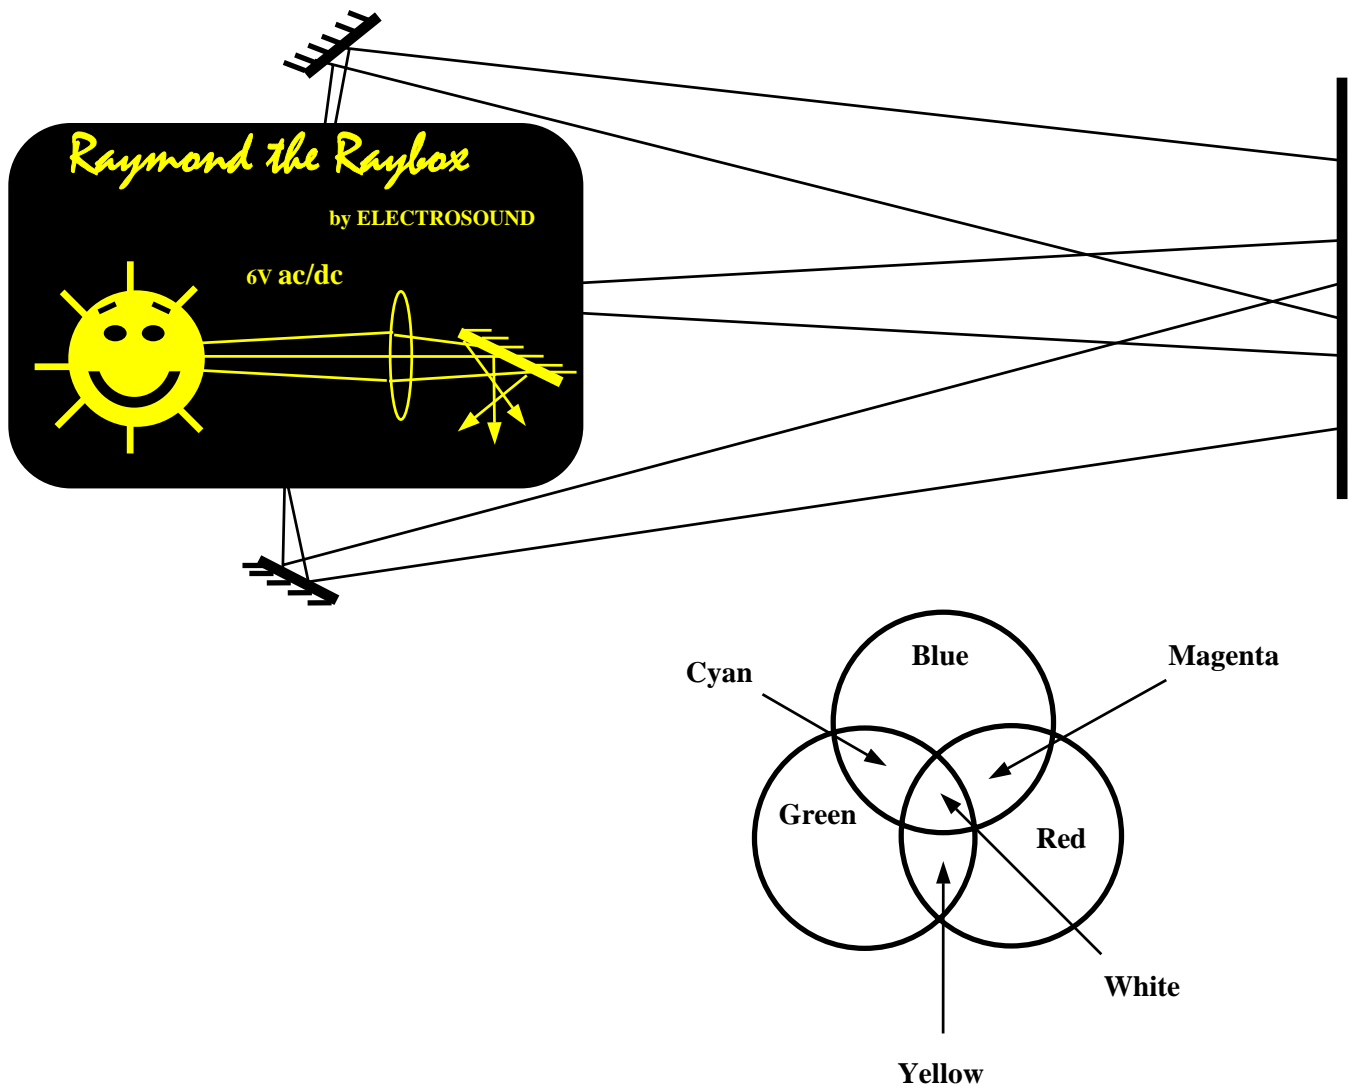 Raymond the Raybox
by ELECTROSOUND
6V ac/dc
Blue
Cyan
Magenta
Green
Red
White
Yellow